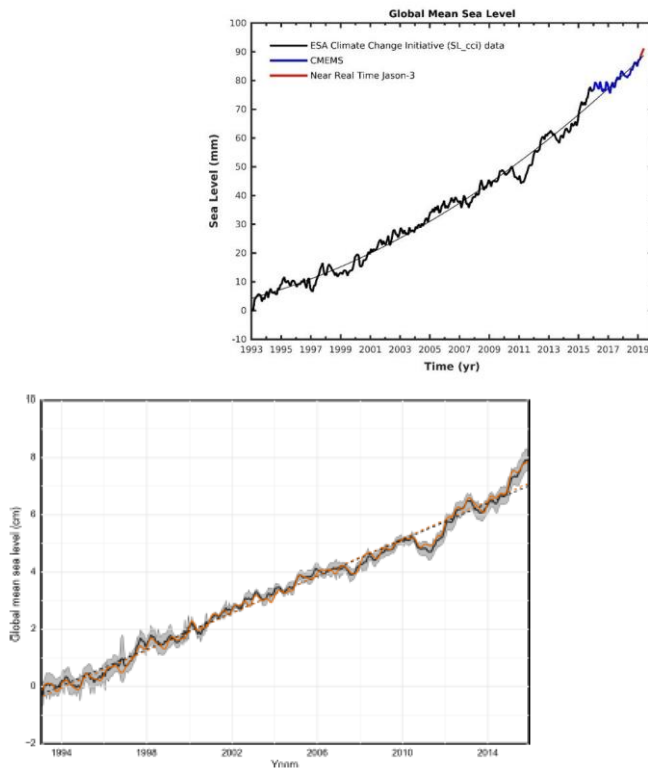 Global Mean Sea Level
100
90
80
70
60
50
40
30
20
10
0
-10
Sea Level (mm)
ESA Climate Change Initiative (SL_cci) data
CMEMS
Near Real Time Jason-3
1993 1995 1997 1999 2001 2003 2005 2007 2009 2011 2013 2015 2017 2019
Time (yr)
10
8
6
4
2
0
-2
Global mean sea level (cm)
1994 1998 2002 2006 2010 2014